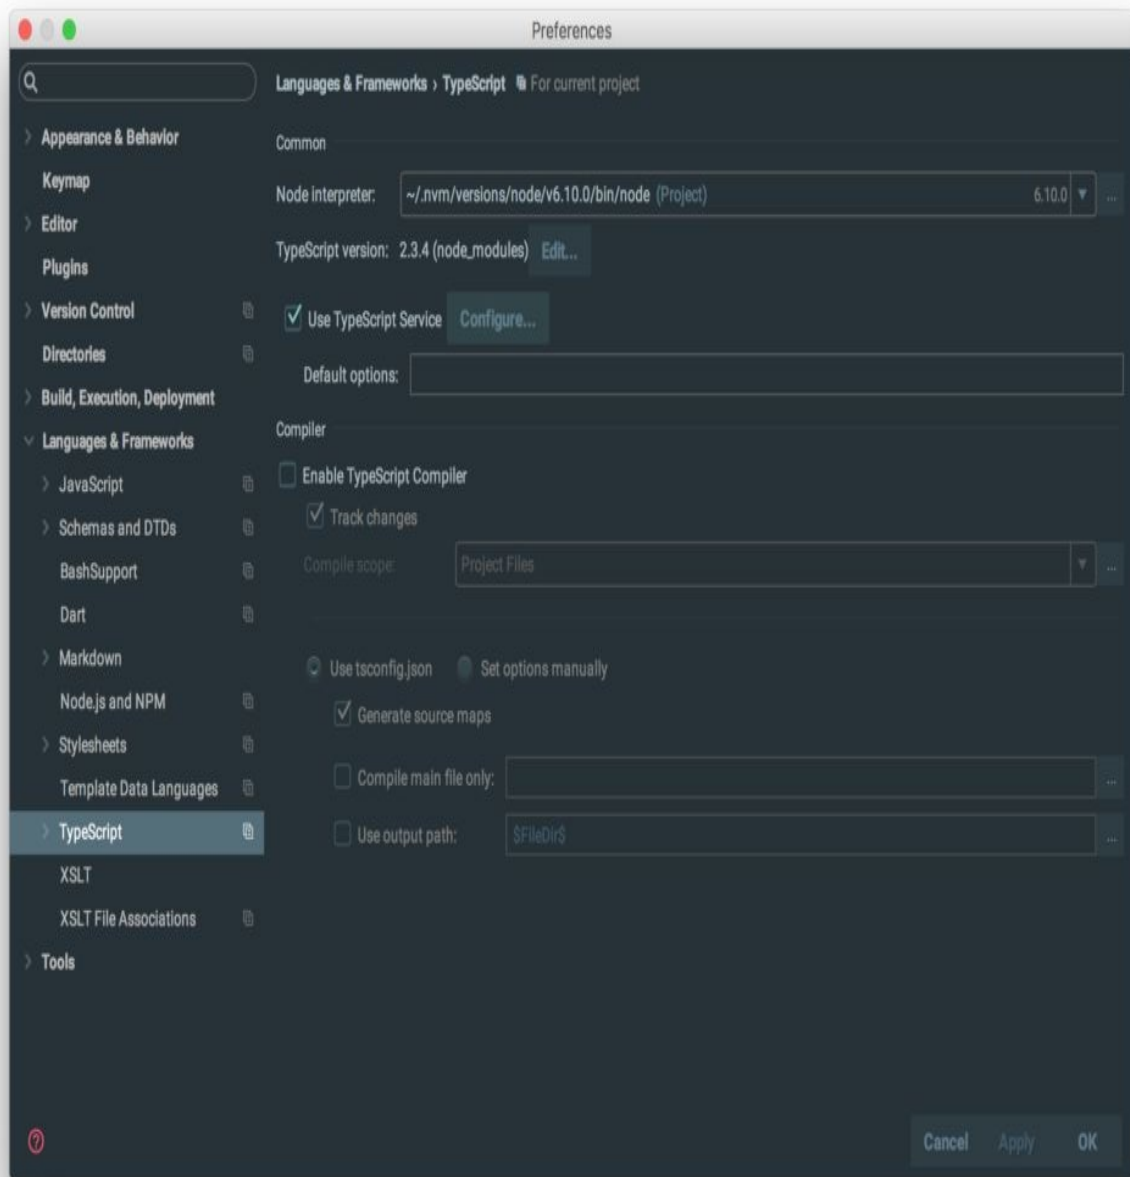 Preferences
Languages & Frameworks › TypeScript For current project
Appearance & Behavior
Keymap
Editor
Plugins
Version Control
Directories
Build, Execution, Deployment
Languages & Frameworks
JavaScript
Schemas and DTDs
BashSupport
Dart
Markdown
Node.js and NPM
Stylesheets
Template Data Languages
TypeScript
XSLT
XSLT File Associations
Tools
Common
Node interpreter: ~/.nvm/versions/node/v6.10.0/bin/node (Project) 6.10.0 ...
TypeScript version: 2.3.4 (node_modules) Edit...
Use TypeScript Service Configure...
Default options:
Compiler
Enable TypeScript Compiler
Track changes
Compile scope: Project Files ...
Use tsconfig.json Set options manually
Generate source maps
Compile main file only: ...
Use output path: $FileDir$ ...
?
Cancel Apply OK